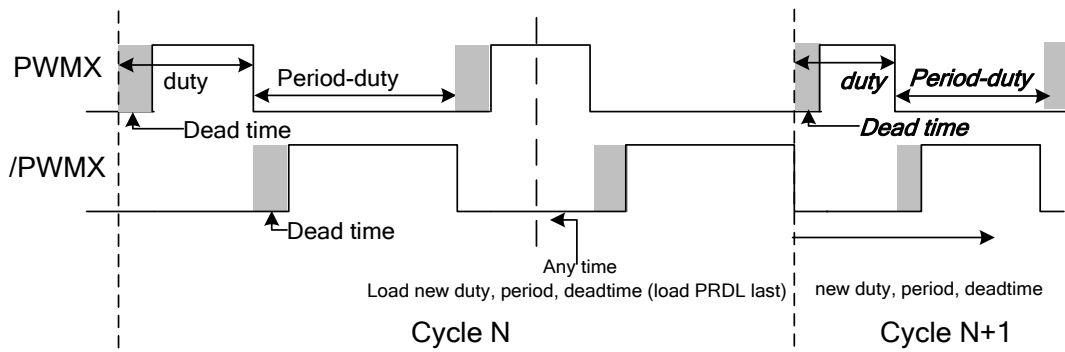 PWMX
duty
Period-duty
duty
Period-duty
Dead time
Dead time
/PWMX
Dead time
Any time
Load new duty, period, deadtime (load PRDL last)
new duty, period, deadtime
Cycle N
Cycle N+1